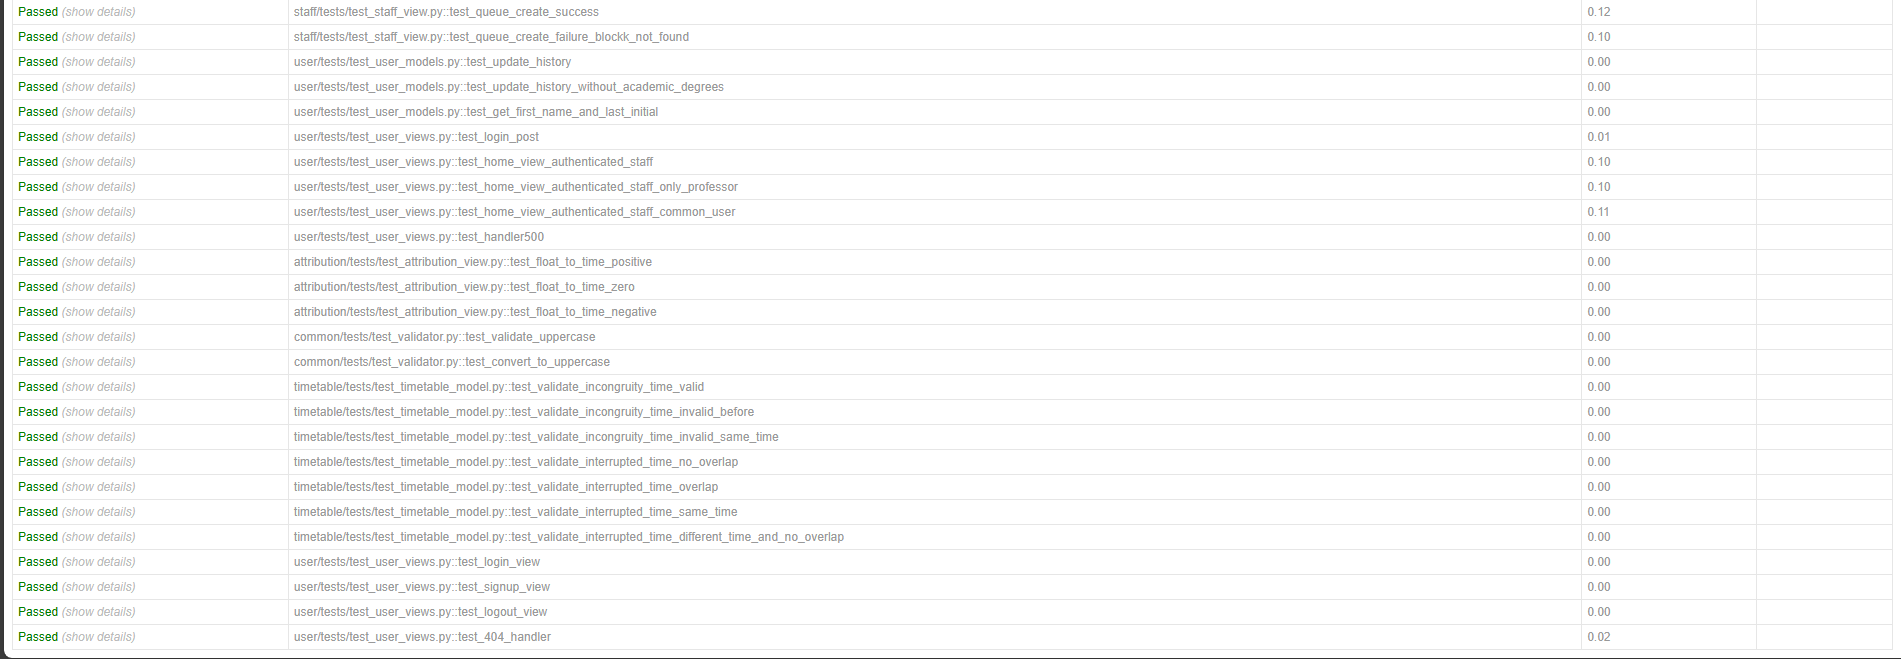 Passed (show details) staff/tests/test_staff_view.py::test_queue_create_success 0.12
Passed (show details) staff/tests/test_staff_view.py::test_queue_create_failure_blockk_not_found 0.10
Passed (show details) user/tests/test_user_models.py::test_update_history 0.00
Passed (show details) user/tests/test_user_models.py::test_update_history_without_academic_degrees 0.00
Passed (show details) user/tests/test_user_models.py::test_get_first_name_and_last_initial 0.00
Passed (show details) user/tests/test_user_views.py::test_login_post 0.01
Passed (show details) user/tests/test_user_views.py::test_home_view_authenticated_staff 0.10
Passed (show details) user/tests/test_user_views.py::test_home_view_authenticated_staff_only_professor 0.10
Passed (show details) user/tests/test_user_views.py::test_home_view_authenticated_staff_common_user 0.11
Passed (show details) user/tests/test_user_views.py::test_handler500 0.00
Passed (show details) attribution/tests/test_attribution_view.py::test_float_to_time_positive 0.00
Passed (show details) attribution/tests/test_attribution_view.py::test_float_to_time_zero 0.00
Passed (show details) attribution/tests/test_attribution_view.py::test_float_to_time_negative 0.00
Passed (show details) common/tests/test_validator.py::test_validate_uppercase 0.00
Passed (show details) common/tests/test_validator.py::test_convert_to_uppercase 0.00
Passed (show details) timetable/tests/test_timetable_model.py::test_validate_incongruity_time_valid 0.00
Passed (show details) timetable/tests/test_timetable_model.py::test_validate_incongruity_time_invalid_before 0.00
Passed (show details) timetable/tests/test_timetable_model.py::test_validate_incongruity_time_invalid_same_time 0.00
Passed (show details) timetable/tests/test_timetable_model.py::test_validate_interrupted_time_no_overlap 0.00
Passed (show details) timetable/tests/test_timetable_model.py::test_validate_interrupted_time_overlap 0.00
Passed (show details) timetable/tests/test_timetable_model.py::test_validate_interrupted_time_same_time 0.00
Passed (show details) timetable/tests/test_timetable_model.py::test_validate_interrupted_time_different_time_and_no_overlap 0.00
Passed (show details) user/tests/test_user_views.py::test_login_view 0.00
Passed (show details) user/tests/test_user_views.py::test_signup_view 0.00
Passed (show details) user/tests/test_user_views.py::test_logout_view 0.00
Passed (show details) user/tests/test_user_views.py::test_404_handler 0.02